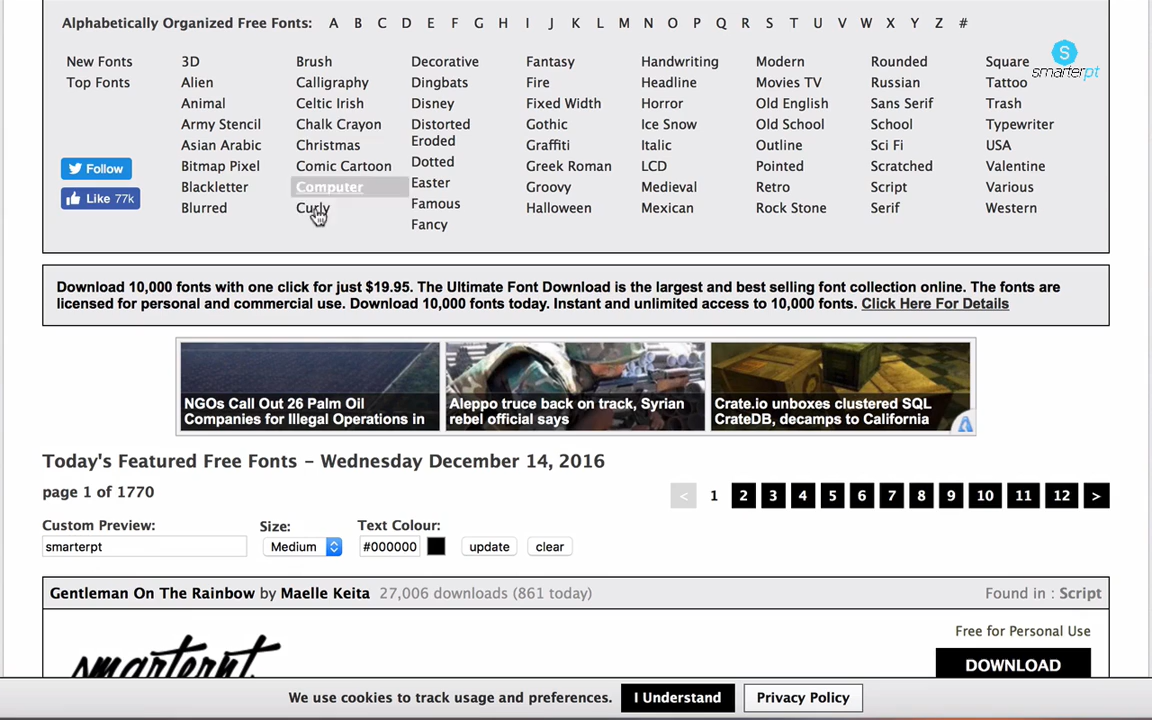 Alphabetically Organized Free Fonts: A B C D E F G H I J K L M N O P Q R S T U V W X Y Z #
smarterpt
New Fonts
Top Fonts
Follow
Like 77k
3D
Alien
Animal
Army Stencil
Asian Arabic
Bitmap Pixel
Blackletter
Blurred
Brush
Calligraphy
Celtic Irish
Chalk Crayon
Christmas
Comic Cartoon
Computer
Curly
Decorative
Dingbats
Disney
Distorted
Eroded
Dotted
Easter
Famous
Fancy
Fantasy
Fire
Fixed Width
Gothic
Graffiti
Greek Roman
Groovy
Halloween
Handwriting
Headline
Horror
Ice Snow
Italic
LCD
Medieval
Mexican
Modern
Movies TV
Old English
Old School
Outline
Pointed
Retro
Rock Stone
Rounded
Russian
Sans Serif
School
Sci Fi
Scratched
Script
Serif
Square
Tattoo
Trash
Typewriter
USA
Valentine
Various
Western
Download 10,000 fonts with one click for just $19.95. The Ultimate Font Download is the largest and best selling font collection online. The fonts are
licensed for personal and commercial use. Download 10,000 fonts today. Instant and unlimited access to 10,000 fonts. Click Here For Details
NGOs Call Out 26 Palm Oil
Companies for Illegal Operations in
Aleppo truce back on track, Syrian
rebel official says
Crate.io unboxes clustered SQL
CrateDB, decamps to California
Today's Featured Free Fonts – Wednesday December 14, 2016
page 1 of 1770
< 1 2 3 4 5 6 7 8 9 10 11 12 >
Custom Preview: Size: Text Colour:
smarterpt Medium #000000 update clear
Gentleman On The Rainbow by Maelle Keita 27,006 downloads (861 today) Found in : Script
Free for Personal Use
smarterpt.
DOWNLOAD
We use cookies to track usage and preferences. I Understand Privacy Policy